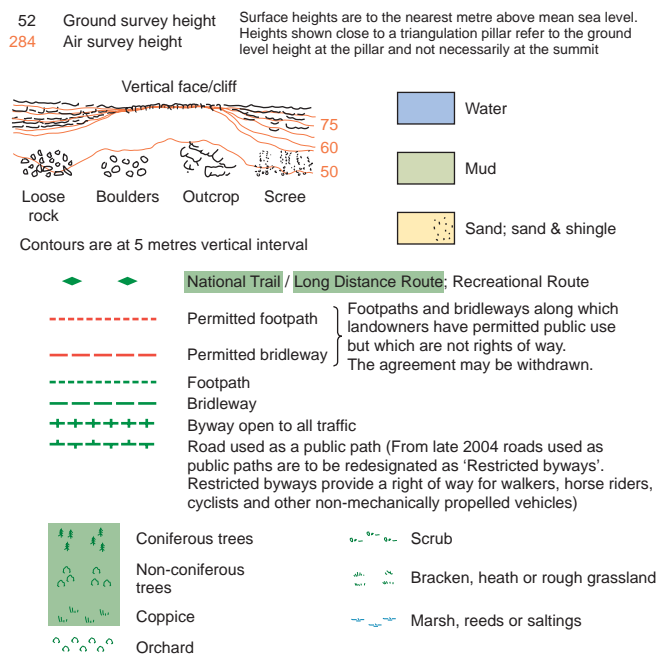 52 Ground survey height
284 Air survey height
Surface heights are to the nearest metre above mean sea level.
Heights shown close to a triangulation pillar refer to the ground
level height at the pillar and not necessarily at the summit
Vertical face/cliff
75
60
50
Loose
rock
Boulders
Outcrop
Scree
Contours are at 5 metres vertical interval
Water
Mud
Sand; sand & shingle
National Trail / Long Distance Route; Recreational Route
Permitted footpath
Permitted bridleway
Footpaths and bridleways along which
landowners have permitted public use
but which are not rights of way.
The agreement may be withdrawn.
Footpath
Bridleway
Byway open to all traffic
Road used as a public path (From late 2004 roads used as
public paths are to be redesignated as ‘Restricted byways’.
Restricted byways provide a right of way for walkers, horse riders,
cyclists and other non-mechanically propelled vehicles)
Coniferous trees
Non-coniferous
trees
Coppice
Orchard
Scrub
Bracken, heath or rough grassland
Marsh, reeds or saltings